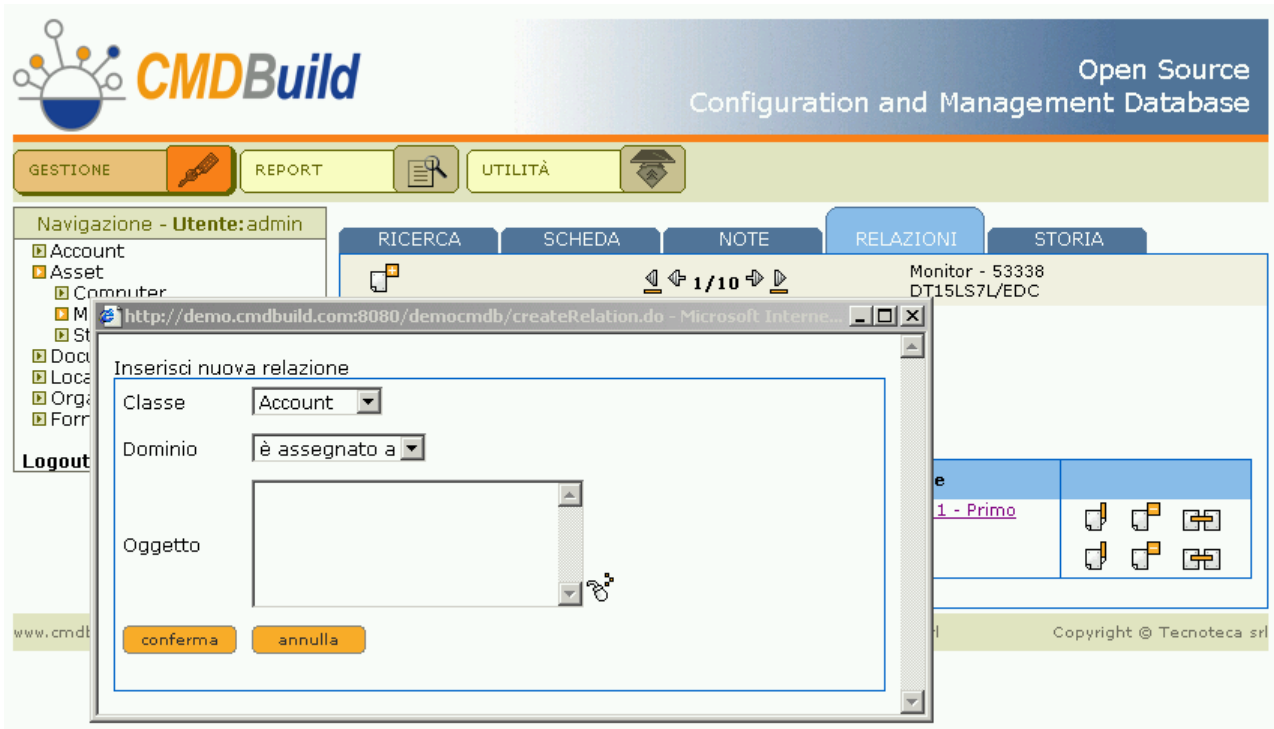 CMDBuild
Open Source
Configuration and Management Database
GESTIONE
REPORT
UTILITÀ
Navigazione - Utente: admin
Account
Asset
Computer
RICERCA
SCHEDA
NOTE
RELAZIONI
STORIA
1/10
Monitor - 53338
DT15LS7L/EDC
http://demo.cmdbuild.com:8080/democmdb/createRelation.do - Microsoft Interne...
Inserisci nuova relazione
Classe
Account
Dominio
è assegnato a
Oggetto
conferma
annulla
Logout
1 - Primo
www.cmdb
Copyright © Tecnoteca srl